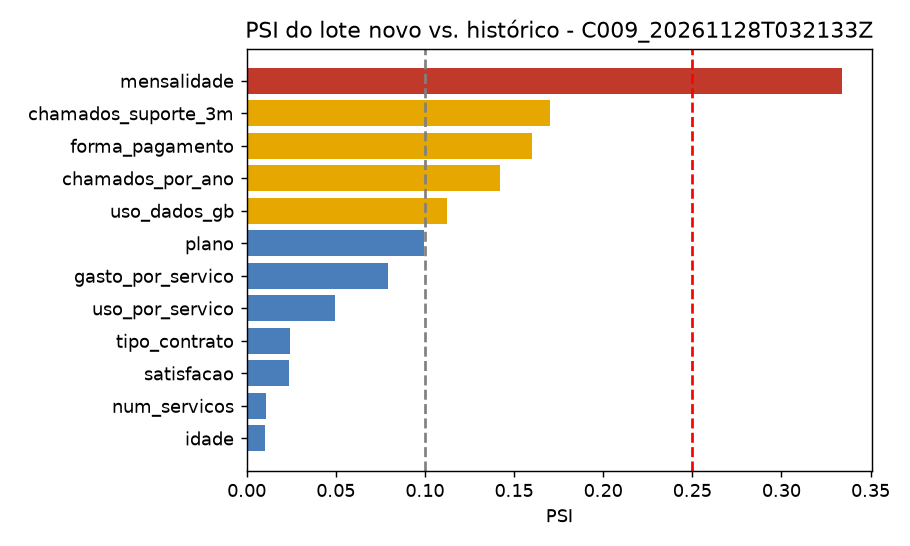 PSI do lote novo vs. histórico - C009_20261128T032133Z
mensalidade
chamados_suporte_3m
forma_pagamento
chamados_por_ano
uso_dados_gb
plano
gasto_por_servico
uso_por_servico
tipo_contrato
satisfacao
num_servicos
idade
0.00 0.05 0.10 0.15 0.20 0.25 0.30 0.35
PSI